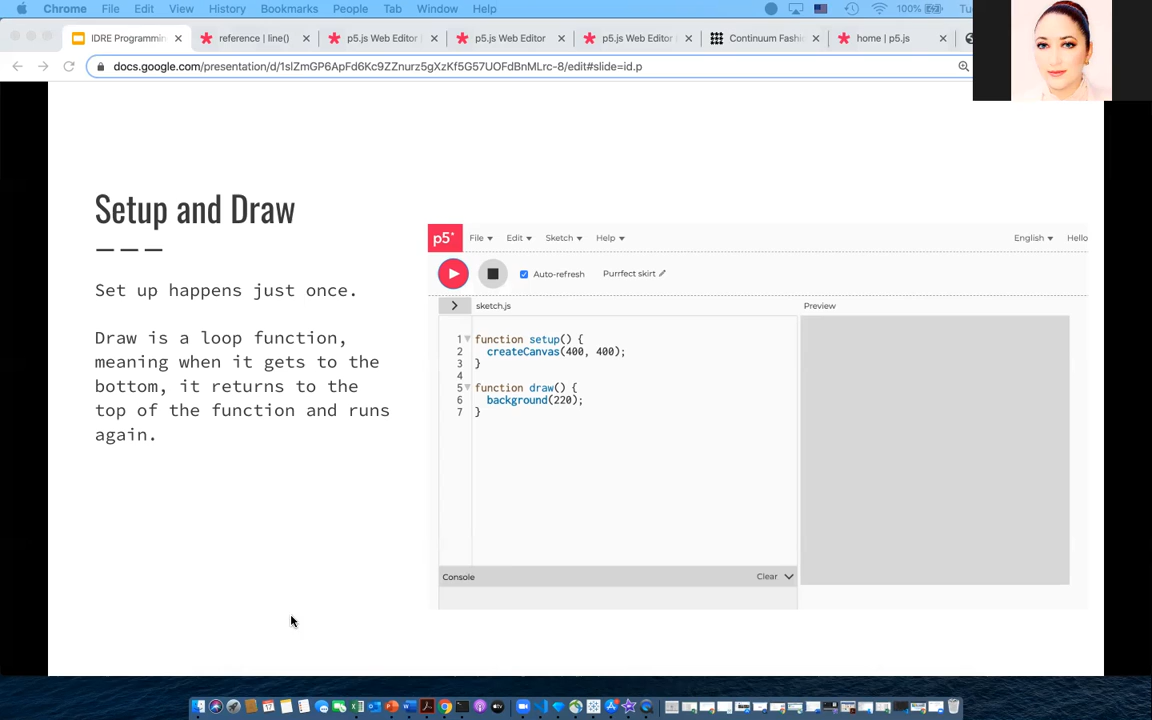 Chrome File Edit View History Bookmarks People Tab Window Help 100% Tu
IDRE Programmin reference | line() p5.js Web Editor p5.js Web Editor p5.js Web Editor Continuum Fashi home | p5.js
docs.google.com/presentation/d/1slZmGP6ApFd6Kc9ZZnurz5gXzKf5G57UOFdBnMLrc-8/edit#slide=id.p
Setup and Draw
Set up happens just once.
Draw is a loop function,
meaning when it gets to the
bottom, it returns to the
top of the function and runs
again.
p5* File Edit Sketch Help English Hello
Auto-refresh Purrfect skirt
sketch.js Preview
1 function setup() {
2 createCanvas(400, 400);
3 }
4
5 function draw() {
6 background(220);
7 }
Console Clear